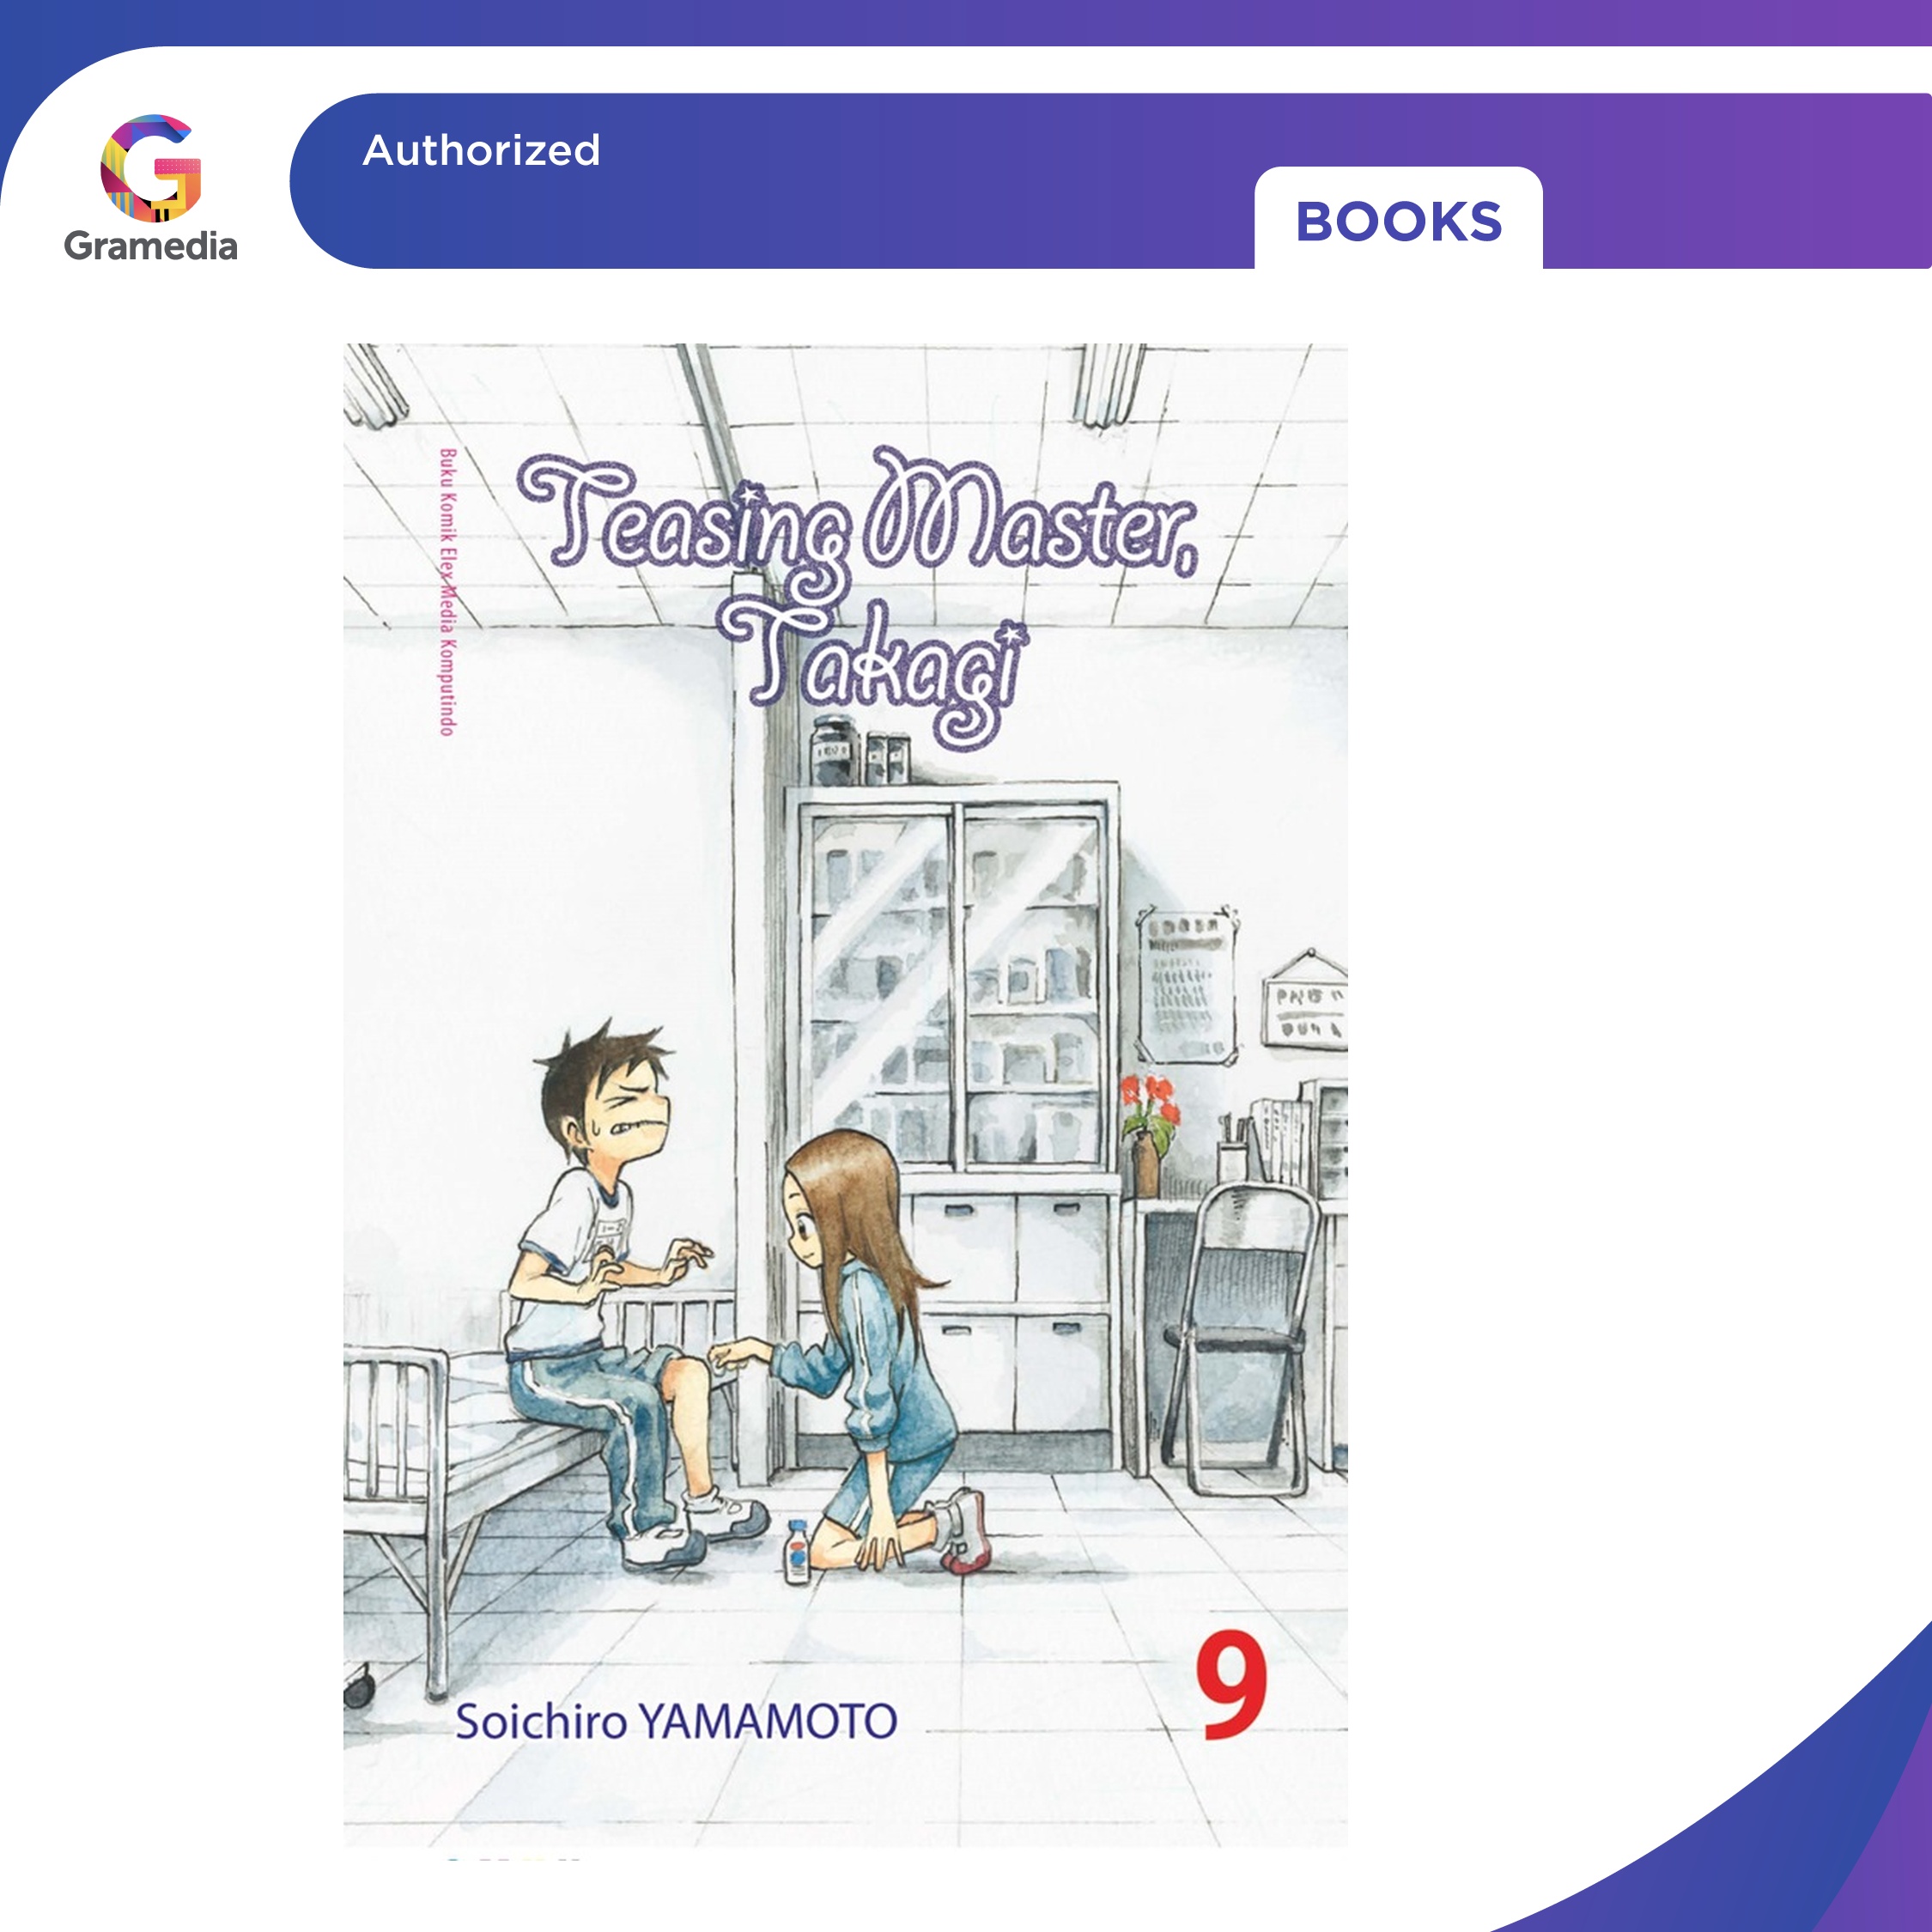 Authorized
Gramedia
BOOKS
Buku Komik Elex Media Komputindo
Teasing Master,
Takagi
Soichiro YAMAMOTO
9